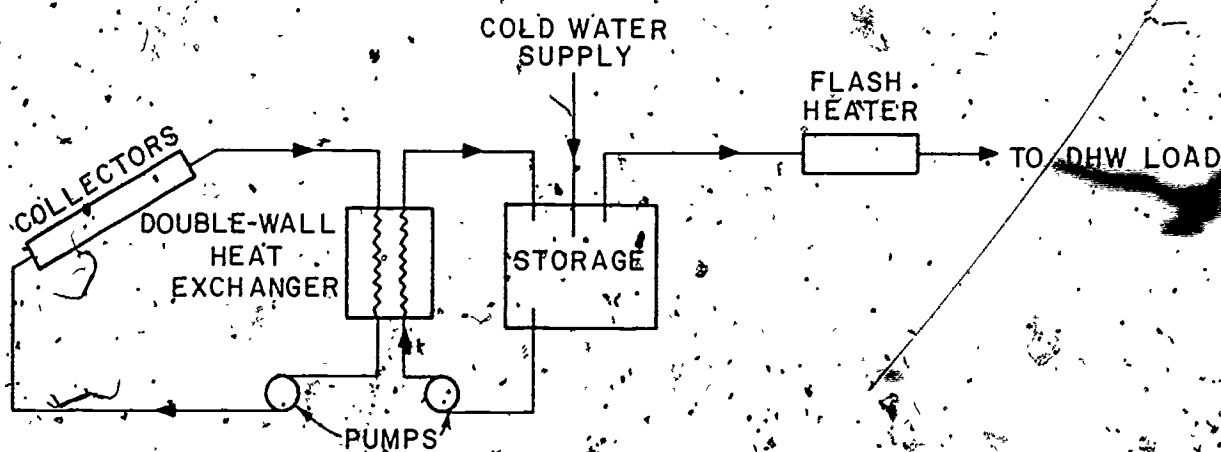 COLD WATER
SUPPLY
FLASH
HEATER
COLLECTORS
TO DHW LOAD
DOUBLE-WALL
HEAT
EXCHANGER
STORAGE
PUMPS